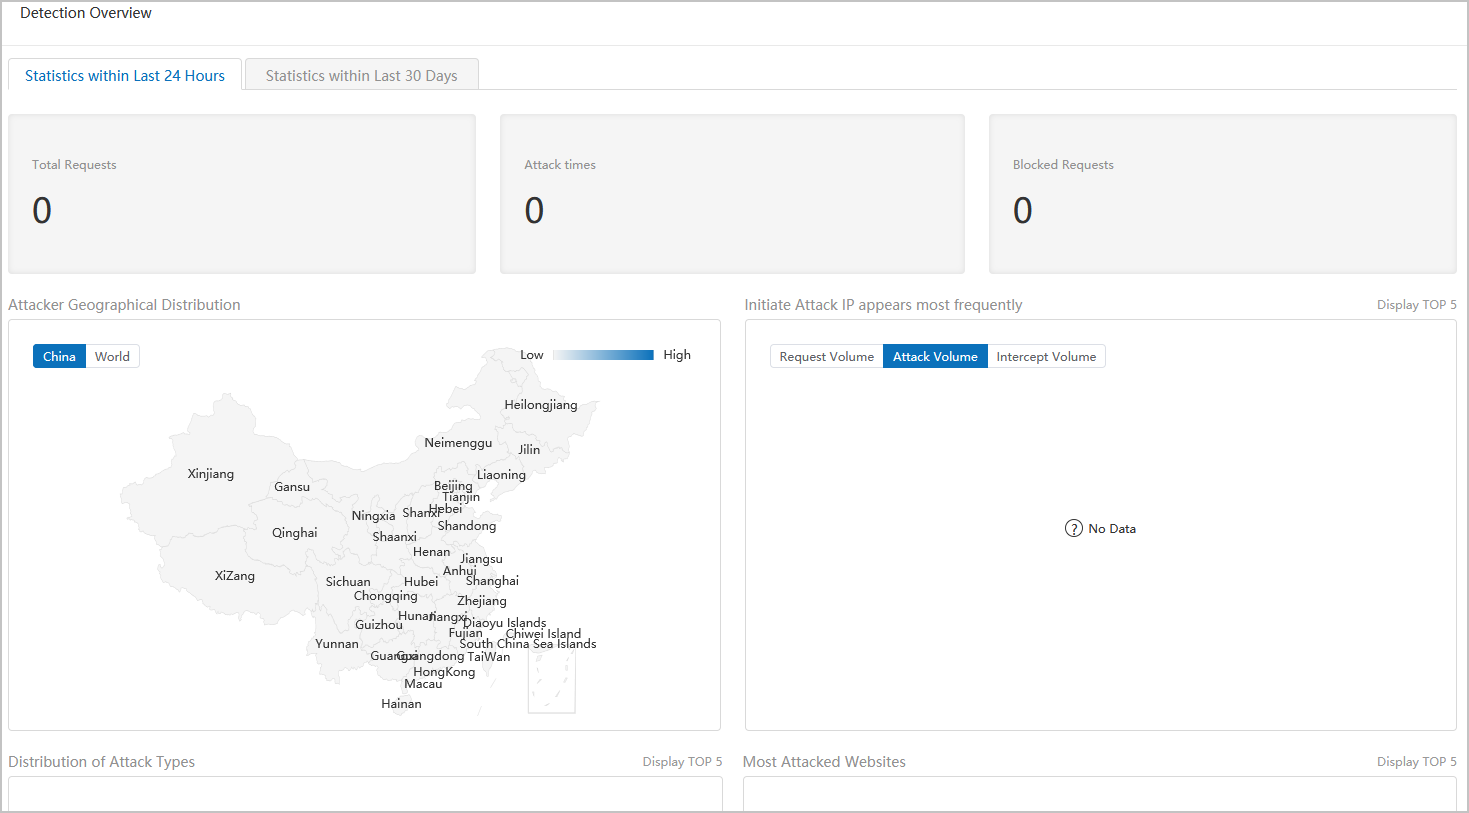 Detection Overview
Statistics within Last 24 Hours
Statistics within Last 30 Days
Total Requests
0
Attack times
0
Blocked Requests
0
Attacker Geographical Distribution
China
World
Low
High
Heilongjiang
Neimenggu
Jilin
Xinjiang
Liaoning
Gansu
Beijing
Tianjin
Hebei
Shanxi
Ningxia
Shandong
Qinghai
Shaanxi
Henan
Jiangsu
Anhui
XiZang
Sichuan
Hubei
Shanghai
Chongqing
Zhejiang
Hunan
Jiangxi
Diaoyu Islands
Guizhou
Fujian
Chiwei Island
Yunnan
South China Sea Islands
Guangxi
Guangdong
TaiWan
HongKong
Macau
Hainan
Initiate Attack IP appears most frequently
Display TOP 5
Request Volume
Attack Volume
Intercept Volume
? No Data
Distribution of Attack Types
Display TOP 5
Most Attacked Websites
Display TOP 5